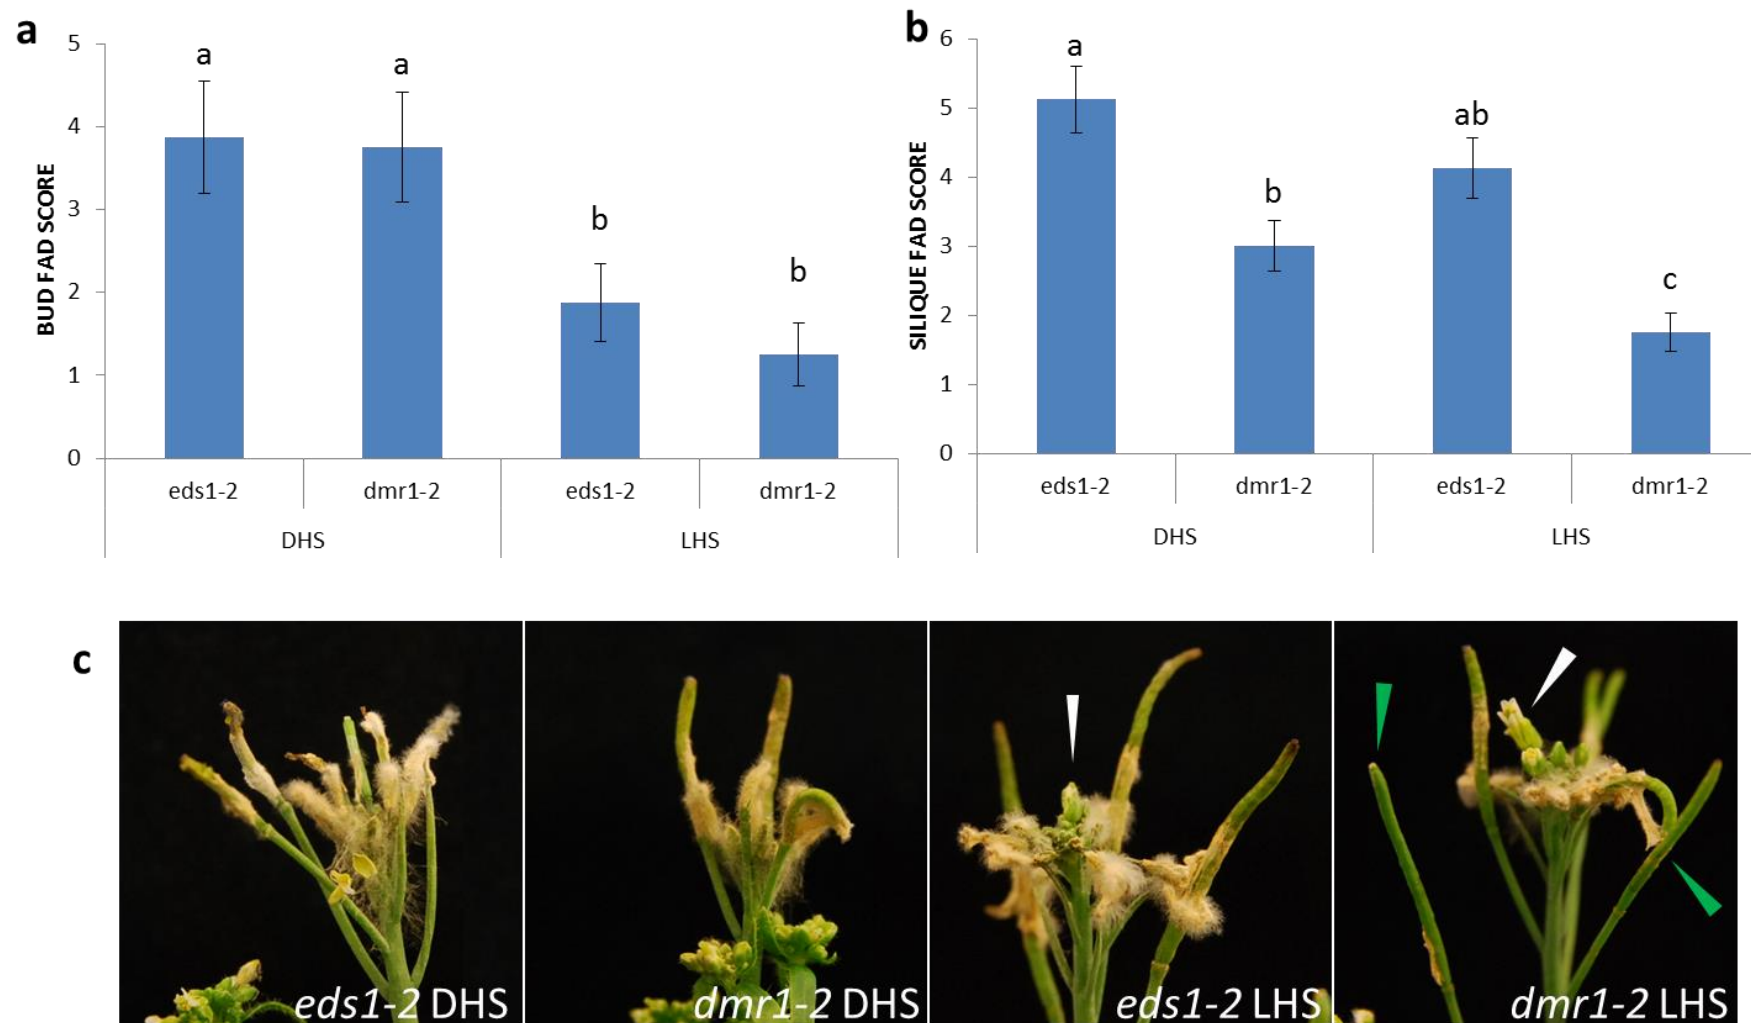 a
BUD FAD SCORE
5
4
3
2
1
0
a
a
b
b
eds1-2
dmr1-2
eds1-2
dmr1-2
DHS
LHS
b
SILIQUE FAD SCORE
6
5
4
3
2
1
0
a
b
ab
c
eds1-2
dmr1-2
eds1-2
dmr1-2
DHS
LHS
c
eds1-2 DHS
dmr1-2 DHS
eds1-2 LHS
dmr1-2 LHS